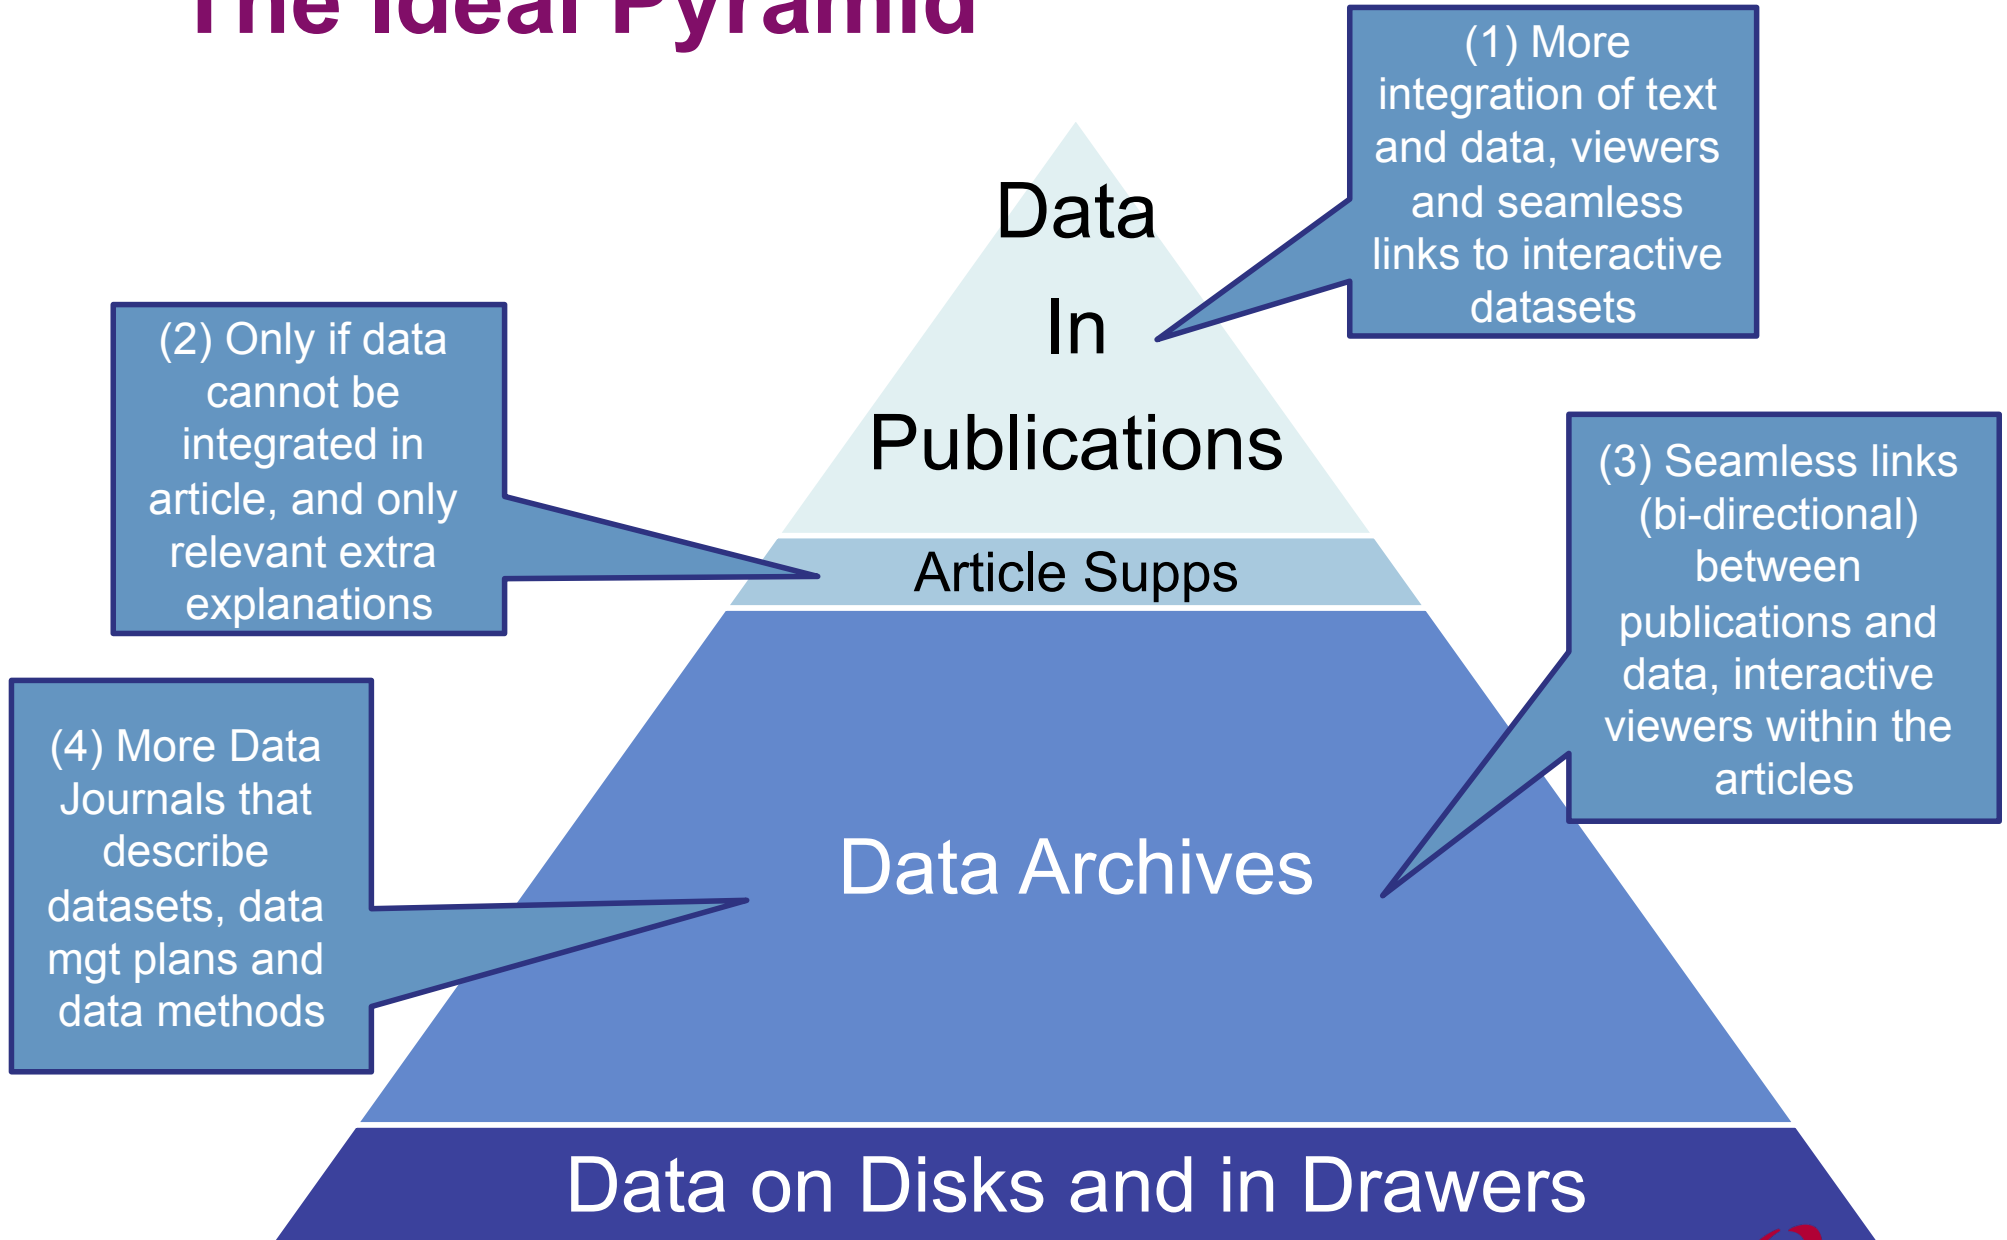 The Ideal Pyramid
(1) More
integration of text
and data, viewers
and seamless
links to interactive
datasets
Data
In
Publications
(2) Only if data
cannot be
integrated in
article, and only
relevant extra
explanations
Article Supps
(3) Seamless links
(bi-directional)
between
publications and
data, interactive
viewers within the
articles
(4) More Data
Journals that
describe
datasets, data
mgt plans and
data methods
Data Archives
Data on Disks and in Drawers